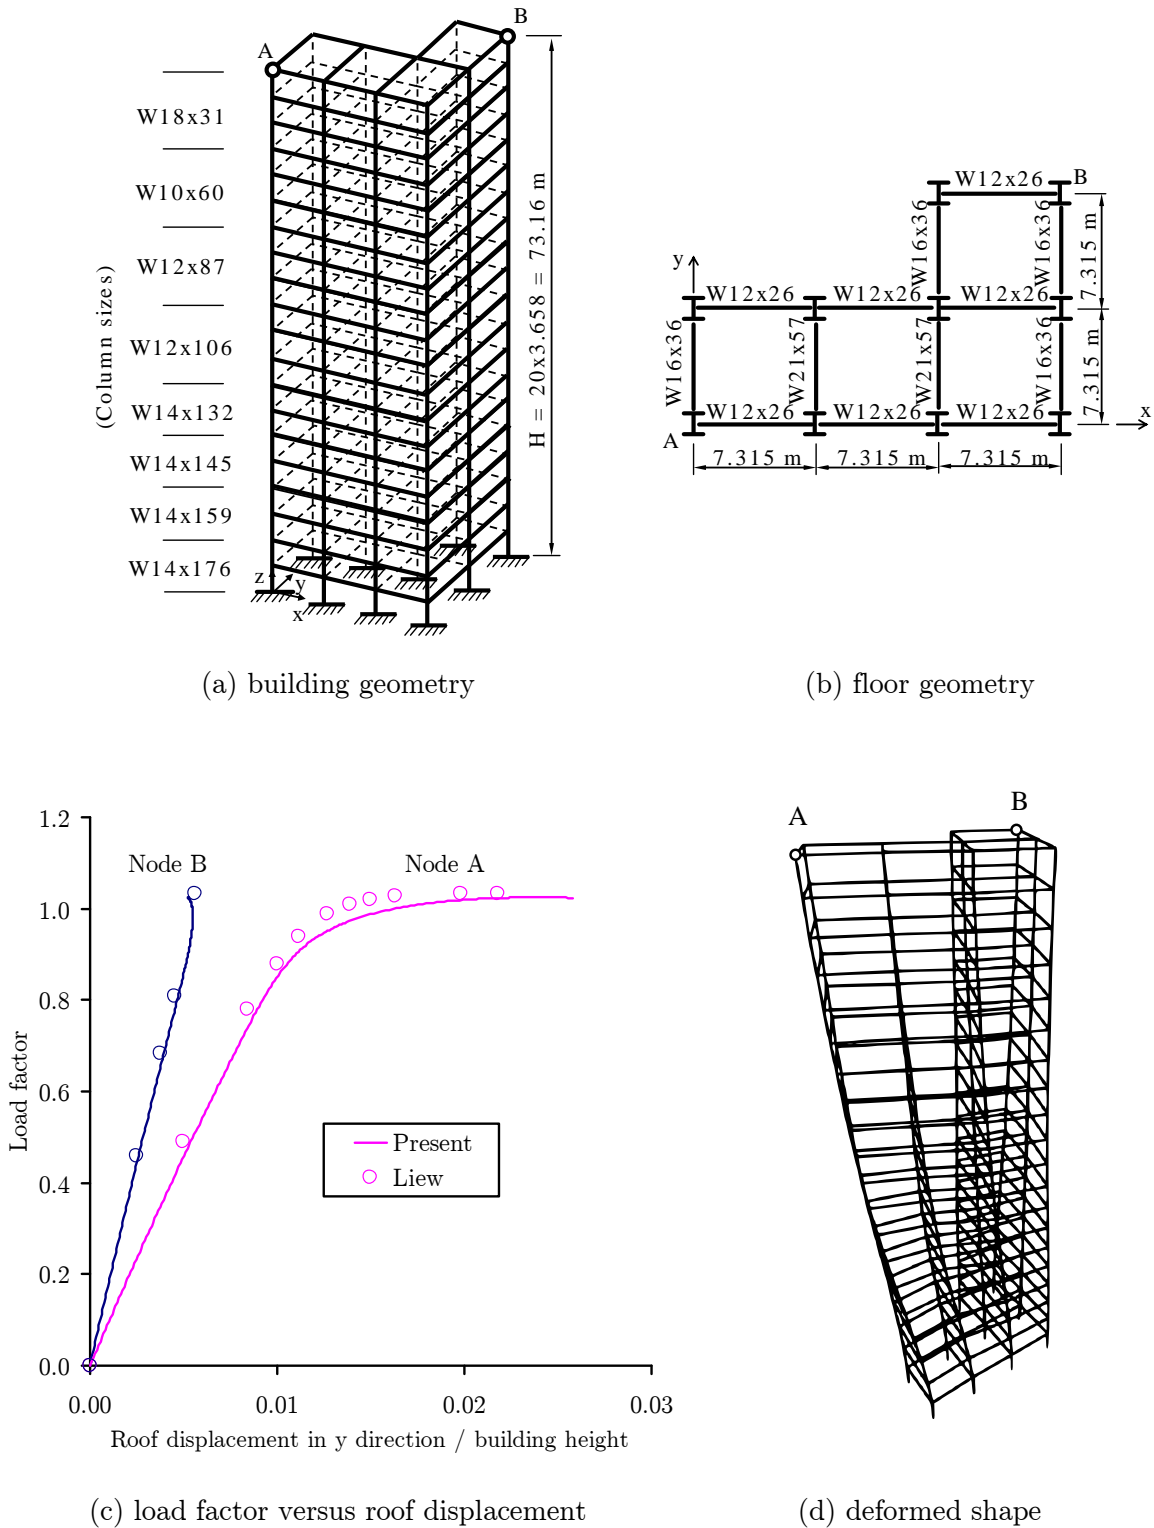 A
B
W18x31
W10x60
W12x87
W12x106
W14x132
W14x145
W14x159
W14x176
(Column sizes)
H = 20x3.658 = 73.16 m
z
y
x
(a) building geometry
W12x26
B
W16x36
W16x36
7.315 m
y
W12x26
W12x26
W12x26
W16x36
W21x57
W21x57
W16x36
7.315 m
W12x26
W12x26
W12x26
x
A
7.315 m
7.315 m
7.315 m
(b) floor geometry
1.2
1.0
0.8
0.6
0.4
0.2
0.0
Load factor
Node B
Node A
Present
Liew
0.00
0.01
0.02
0.03
Roof displacement in y direction / building height
(c) load factor versus roof displacement
A
B
(d) deformed shape